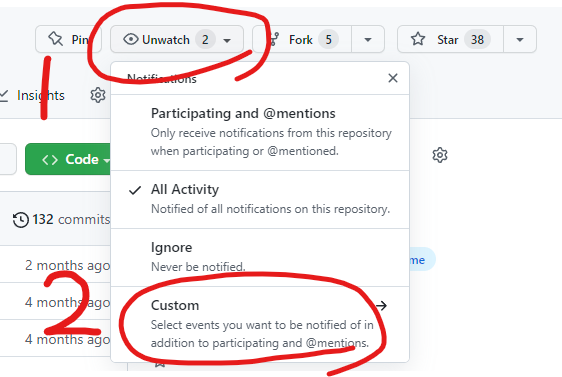 Pin
Unwatch 2
Fork 5
Star 38
Notifications
1
Insights
Participating and @mentions
Only receive notifications from this repository
when participating or @mentioned.
Code
All Activity
Notified of all notifications on this repository.
132 commits
Ignore
Never be notified.
me
2 months ago
2
4 months ago
Custom
Select events you want to be notified of in
addition to participating and @mentions.
4 months ago